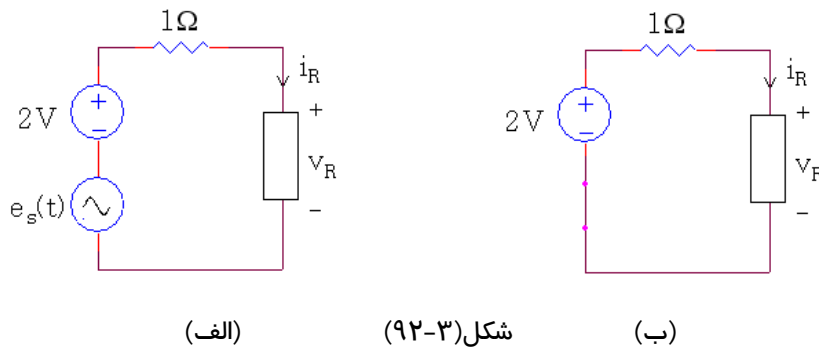 1Ω
i_R
+
2V
+
−
v_R
e_s(t)
−
1Ω
i_R
+
2V
+
−
v_R
−
(الف) شکل(۳-۹۲) (ب)